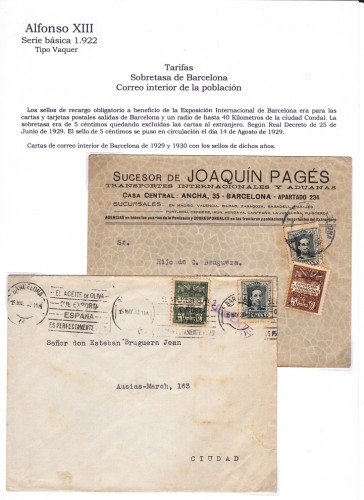 Alfonso XIII
Serie básica 1.922
Tipo Vaquer
Tarifas
Sobretasa de Barcelona
Correo interior de la población
Los sellos de recargo obligatorio a beneficio de la Exposición Internacional de Barcelona eran para las
cartas y tarjetas postales salidas de Barcelona y un radio de hasta 40 Kilometros de la ciudad Condal. La
sobretasa era de 5 céntimos quedando excluidas las cartas al extranjero. Según Real Decreto de 25 de
Junio de 1929. El sello de 5 céntimos se puso en circulación el día 14 de Agosto de 1929.
Cartas de correo interior de Barcelona de 1929 y 1930 con los sellos de dichos años.
SUCESOR DE JOAQUÍN PAGÉS
TRANSPORTES INTERNACIONALES Y ADUANAS
CASA CENTRAL: ANCHA, 35 - BARCELONA - APARTADO 234
SUCURSALES
Sr.
Hijo de C. Bruguera.
BARCELONA
EL ACEITE DE OLIVA
QUE EXPORTA
ESPAÑA
ES PERFECTAMENTE
Señor don Esteban Bruguera Joan
Ausias-March, 163
CIUDAD